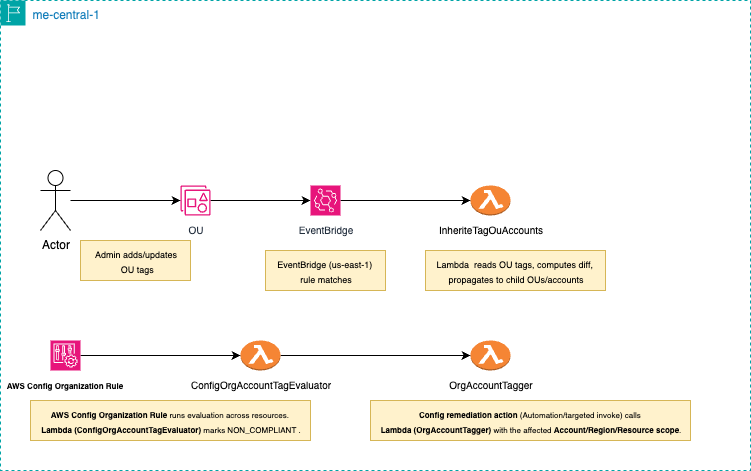 me-central-1
Actor
OU
EventBridge
InheriteTagOuAccounts
Admin adds/updates
OU tags
EventBridge (us-east-1)
rule matches
Lambda reads OU tags, computes diff,
propagates to child OUs/accounts
AWS Config Organization Rule
ConfigOrgAccountTagEvaluator
OrgAccountTagger
AWS Config Organization Rule runs evaluation across resources.
Lambda (ConfigOrgAccountTagEvaluator) marks NON_COMPLIANT .
Config remediation action (Automation/targeted invoke) calls
Lambda (OrgAccountTagger) with the affected Account/Region/Resource scope.